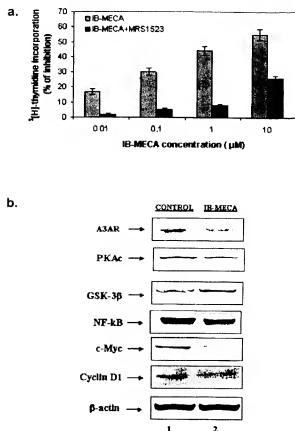 a.
IB-MECA
IB-MECA+MRS1523
³[H]-thymidine incorporation
(% of inhibition)
70
60
50
40
30
20
10
0
0.01 0.1 1 10
IB-MECA concentration (µM)
b.
CONTROL IB-MECA
A3AR
PKAc
GSK-3β
NF-kB
c-Myc
Cyclin D1
β-actin
1 2